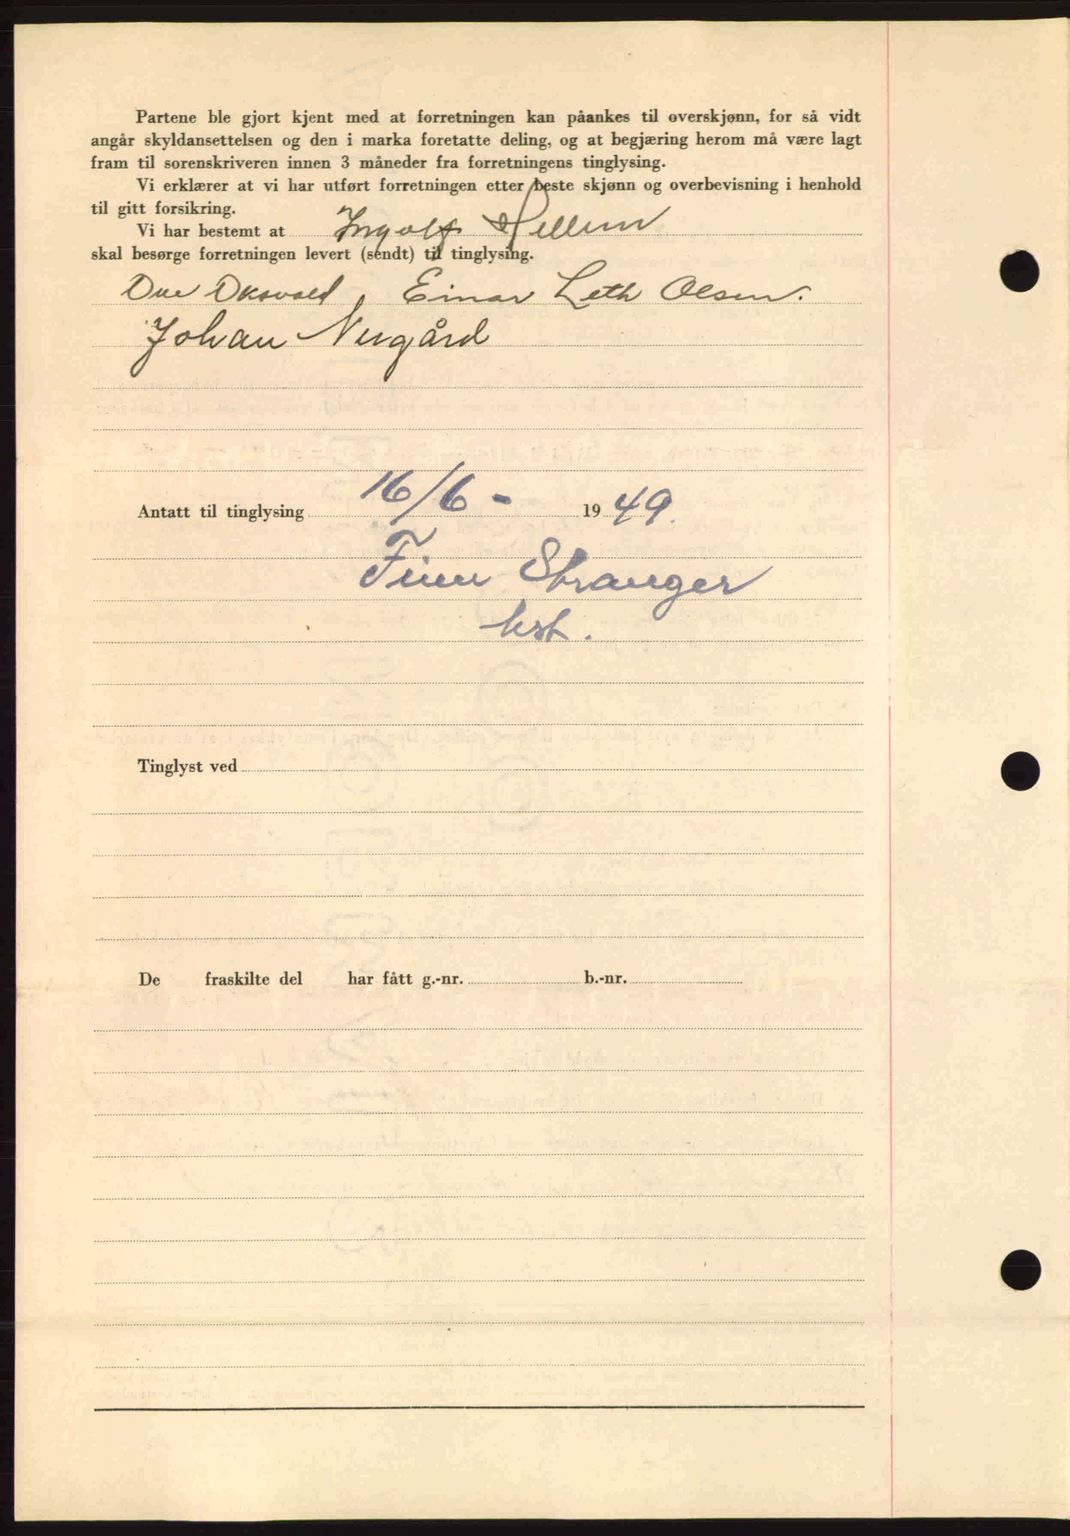 Partene ble gjort kjent med at forretningen kan påankes til overskjønn, for så vidt
angår skyldansettelsen og den i marka foretatte deling, og at begjæring herom må være lagt
fram til sorenskriveren innen 3 måneder fra forretningens tinglysing.
Vi erklærer at vi har utført forretningen etter beste skjønn og overbevisning i henhold
til gitt forsikring.
Vi har bestemt at Ingolf
skal besørge forretningen levert (sendt) til tinglysing.
Einar Leth Olsen.
Johan Nergård
Antatt til tinglysing 16/6 - 1949.
Finn Stranger
Tinglyst ved
De fraskilte del har fått g.-nr. b.-nr.